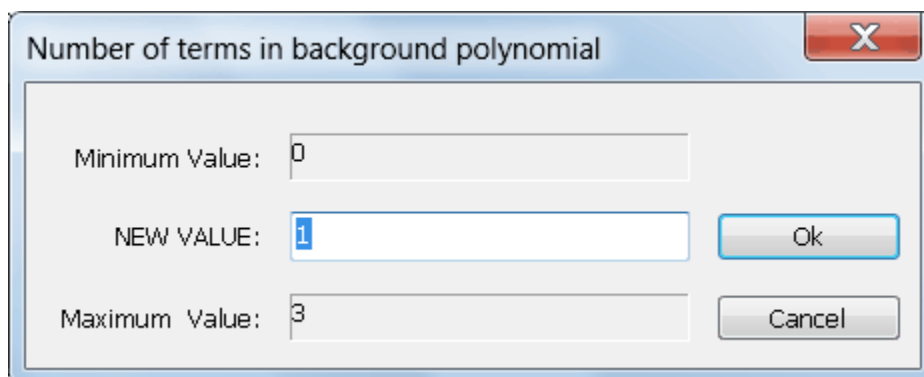 Number of terms in background polynomial
Minimum Value: 0
NEW VALUE: 1 Ok
Maximum Value: 3 Cancel